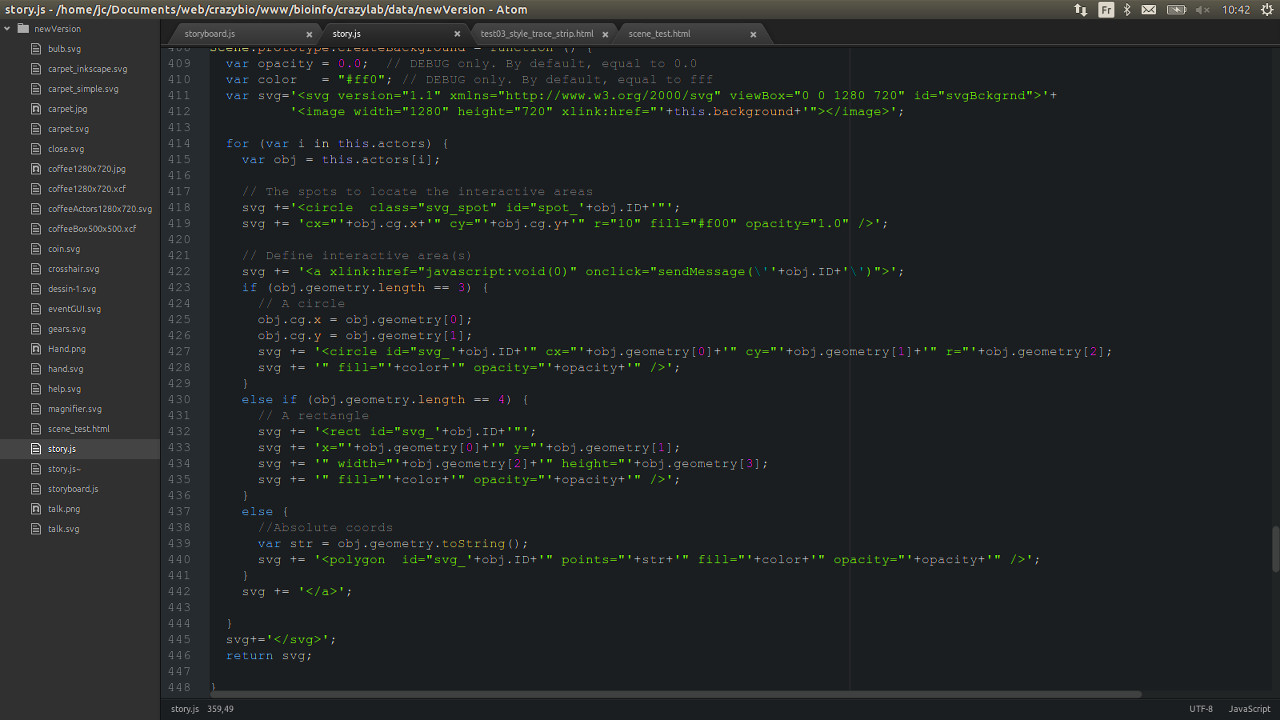 story.js - /home/jc/Documents/web/crazybio/www/bioinfo/crazylab/data/newVersion - Atom
Fr
10:42
newVersion
bulb.svg
carpet_inkscape.svg
carpet_simple.svg
carpet.jpg
carpet.svg
close.svg
coffee1280x720.jpg
coffee1280x720.xcf
coffeeActors1280x720.svg
coffeeBox500x500.xcf
coin.svg
crosshair.svg
dessin-1.svg
eventGUI.svg
gears.svg
Hand.png
hand.svg
help.svg
magnifier.svg
scene_test.html
story.js
story.js~
storyboard.js
talk.png
talk.svg
storyboard.js
story.js
test03_style_trace_strip.html
scene_test.html
408 Scene.prototype.createBackground = function () {
409   var opacity = 0.0;  // DEBUG only. By default, equal to 0.0
410   var color   = "#ff0"; // DEBUG only. By default, equal to fff
411   var svg='<svg version="1.1" xmlns="http://www.w3.org/2000/svg" viewBox="0 0 1280 720" id="svgBckgrnd">'+
412           '<image width="1280" height="720" xlink:href="'+this.background+'"></image>';
413
414   for (var i in this.actors) {
415     var obj = this.actors[i];
416
417     // The spots to locate the interactive areas
418     svg +='<circle  class="svg_spot" id="spot_'+obj.ID+'"';
419     svg += 'cx="'+obj.cg.x+'" cy="'+obj.cg.y+'" r="10" fill="#f00" opacity="1.0" />';
420
421     // Define interactive area(s)
422     svg += '<a xlink:href="javascript:void(0)" onclick="sendMessage(\''+obj.ID+'\')">';
423     if (obj.geometry.length == 3) {
424       // A circle
425       obj.cg.x = obj.geometry[0];
426       obj.cg.y = obj.geometry[1];
427       svg += '<circle id="svg_'+obj.ID+'" cx="'+obj.geometry[0]+'" cy="'+obj.geometry[1]+'" r="'+obj.geometry[2];
428       svg += '" fill="'+color+'" opacity="'+opacity+'" />';
429     }
430     else if (obj.geometry.length == 4) {
431       // A rectangle
432       svg += '<rect id="svg_'+obj.ID+'"';
433       svg += 'x="'+obj.geometry[0]+'" y="'+obj.geometry[1];
434       svg += '" width="'+obj.geometry[2]+'" height="'+obj.geometry[3];
435       svg += '" fill="'+color+'" opacity="'+opacity+'" />';
436     }
437     else {
438       //Absolute coords
439       var str = obj.geometry.toString();
440       svg += '<polygon  id="svg_'+obj.ID+'" points="'+str+'" fill="'+color+'" opacity="'+opacity+'" />';
441     }
442     svg += '</a>';
443
444   }
445   svg+='</svg>';
446   return svg;
447
448 }
story.js 359,49
UTF-8 JavaScript